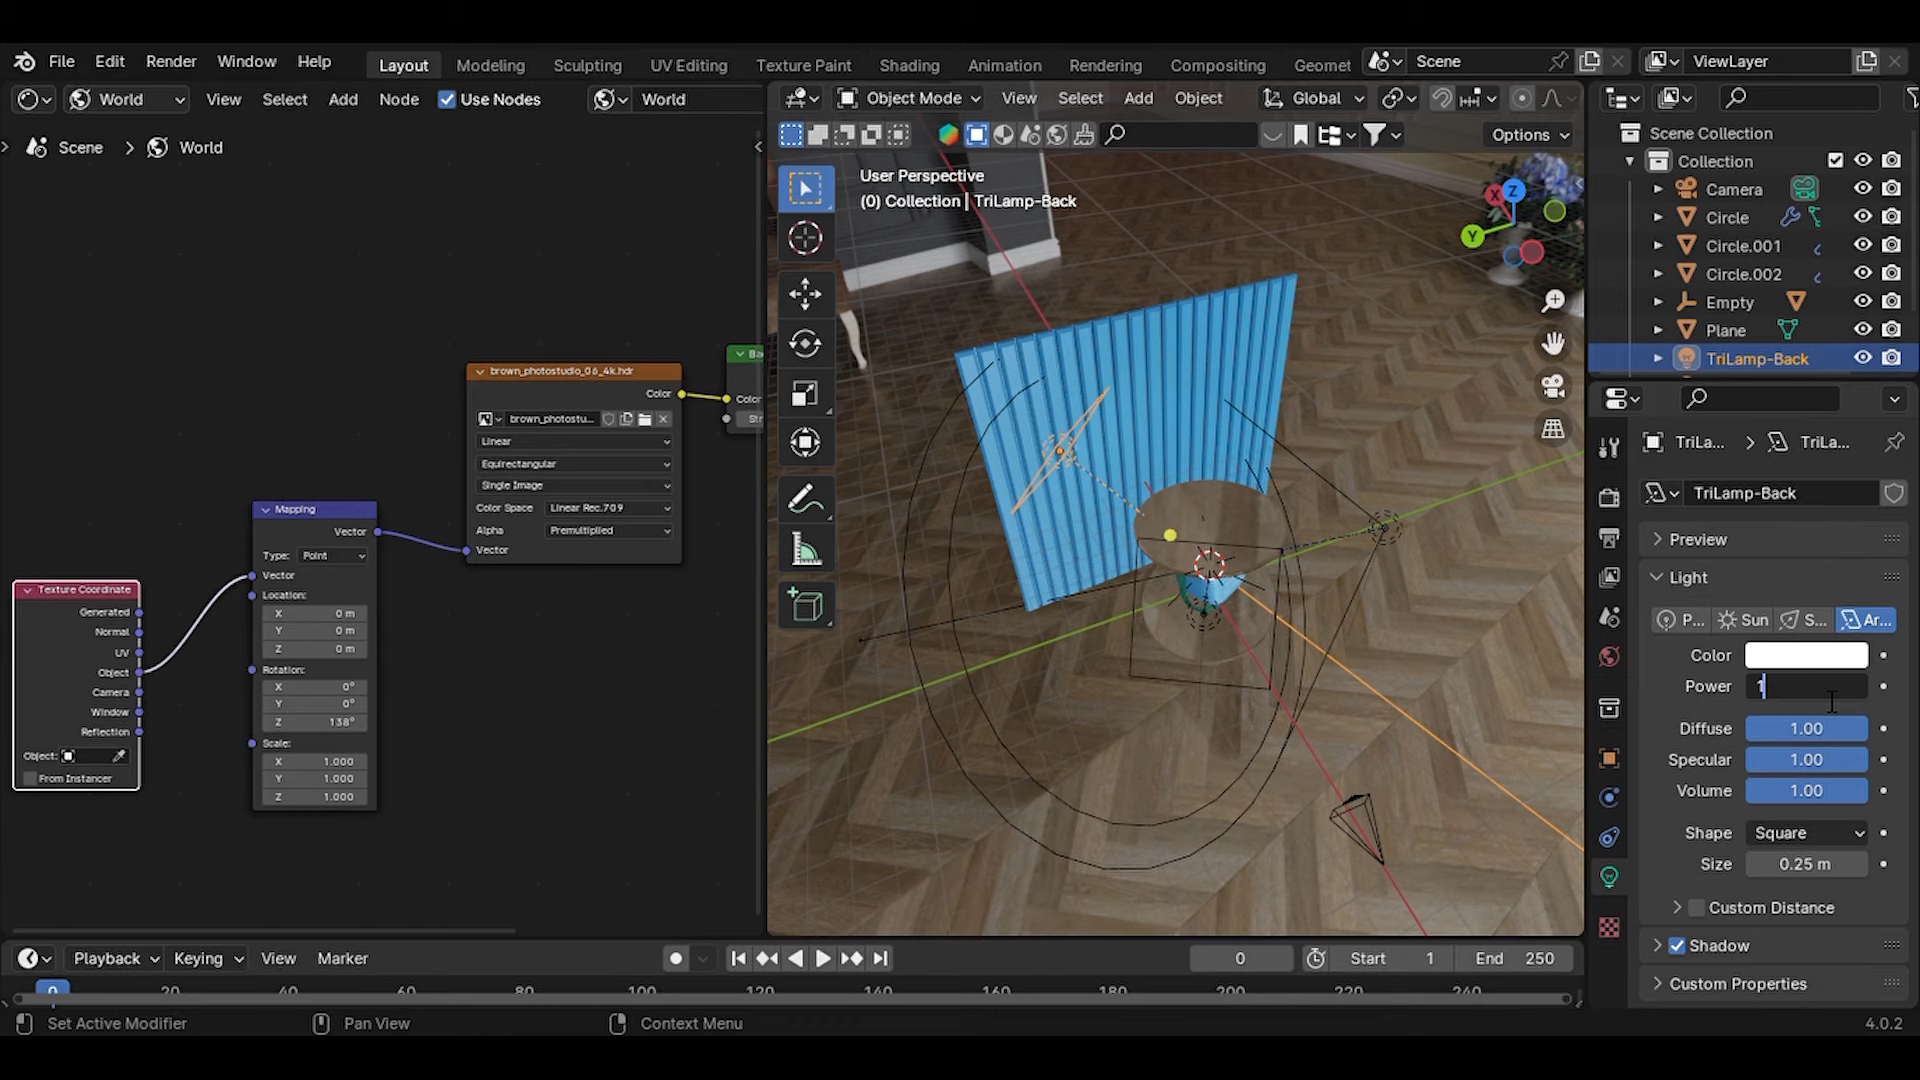 File Edit Render Window Help Layout Modeling Sculpting UV Editing Texture Paint Shading Animation Rendering Compositing Geomet Scene ViewLayer
World View Select Add Node Use Nodes World
Object Mode View Select Add Object Global
Options
Scene > World
User Perspective
(0) Collection | TriLamp-Back
X Z Y
Scene Collection
Collection
Camera
Circle
Circle.001
Circle.002
Empty
Plane
TriLamp-Back
brown_photostudio_06_4k.hdr
Color
brown_photostu...
Linear
Equirectangular
Single Image
Color Space Linear Rec.709
Alpha Premultiplied
Vector
Ba
Color
Str
Mapping
Vector
Type: Point
Vector
Location:
X 0 m
Y 0 m
Z 0 m
Rotation:
X 0°
Y 0°
Z 138°
Scale:
X 1.000
Y 1.000
Z 1.000
Texture Coordinate
Generated
Normal
UV
Object
Camera
Window
Reflection
Object:
From Instancer
TriLa... > TriLa...
TriLamp-Back
Preview
Light
P... Sun S... Ar...
Color
Power 1
Diffuse 1.00
Specular 1.00
Volume 1.00
Shape Square
Size 0.25 m
Custom Distance
Shadow
Custom Properties
Playback Keying View Marker 0 Start 1 End 250
0 20 40 60 80 100 120 140 160 180 200 220 240
Set Active Modifier Pan View Context Menu 4.0.2